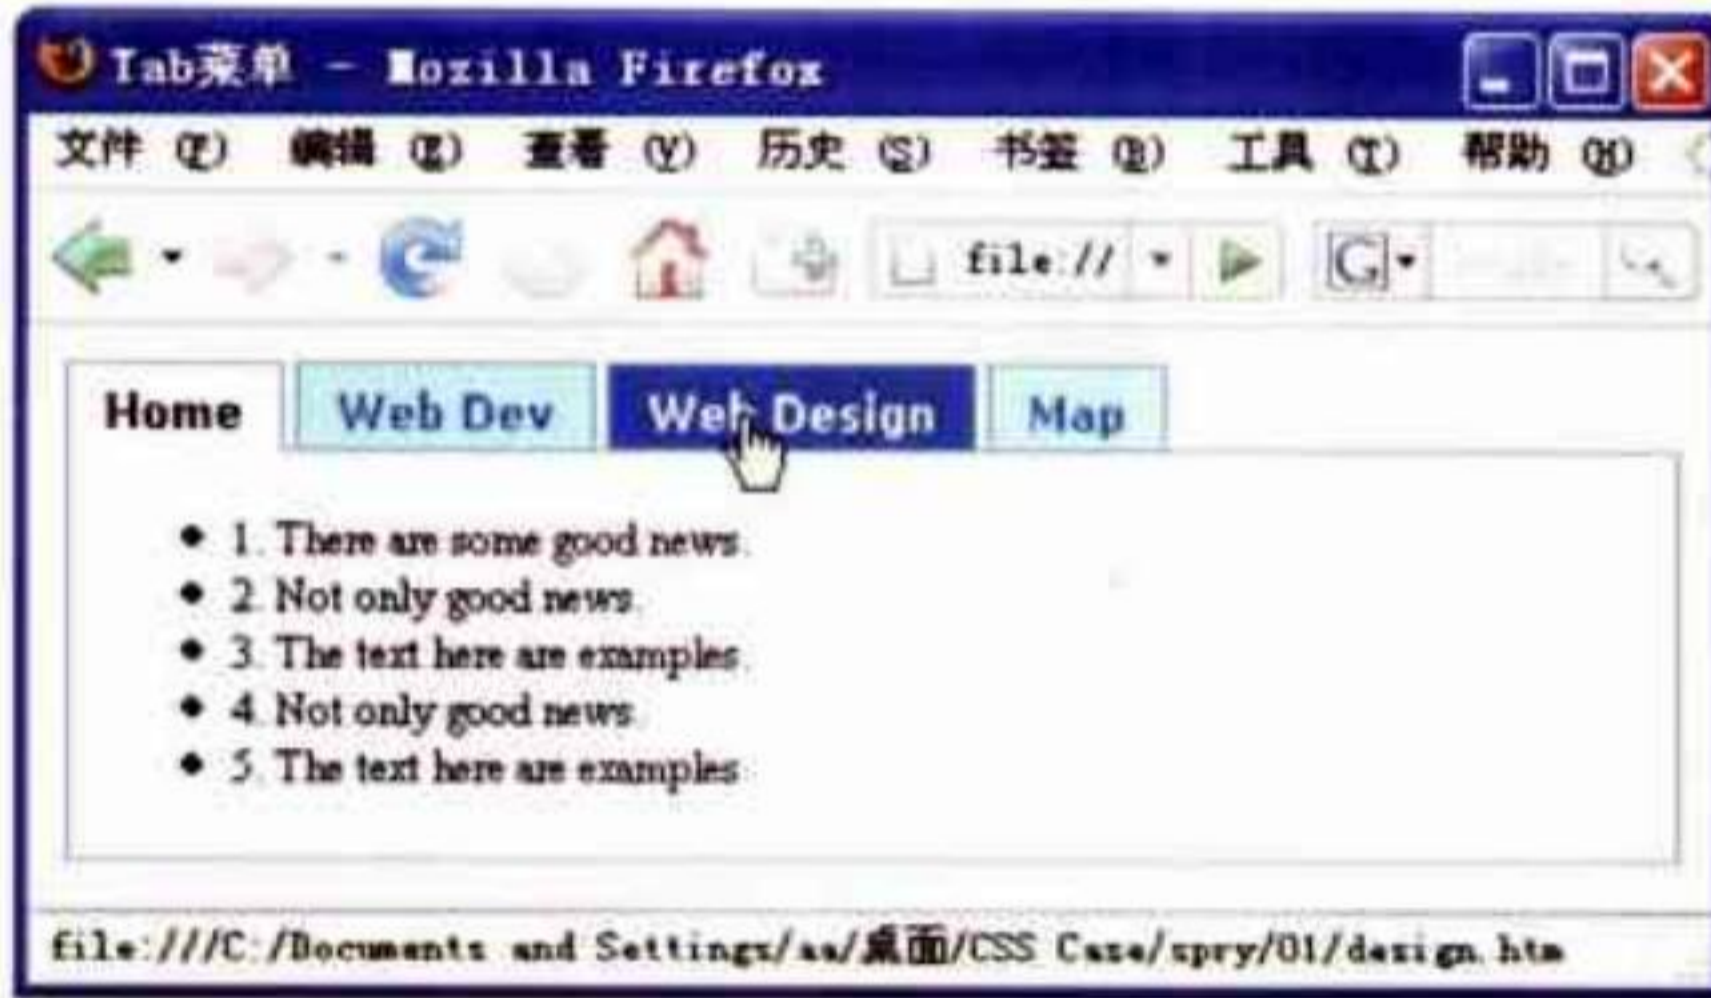 Tab菜单 - Mozilla Firefox
文件 (F) 编辑 (E) 查看 (V) 历史 (S) 书签 (B) 工具 (T) 帮助 (H)
file:// G
Home Web Dev Web Design Map
1. There are some good news.
2. Not only good news.
3. The text here are examples.
4. Not only good news.
5. The text here are examples.
file:///C:/Documents and Settings/aa/桌面/CSS Case/spry/01/design.htm